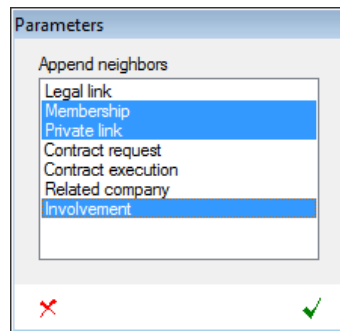 Parameters
Append neighbors
Legal link
Membership
Private link
Contract request
Contract execution
Related company
Involvement